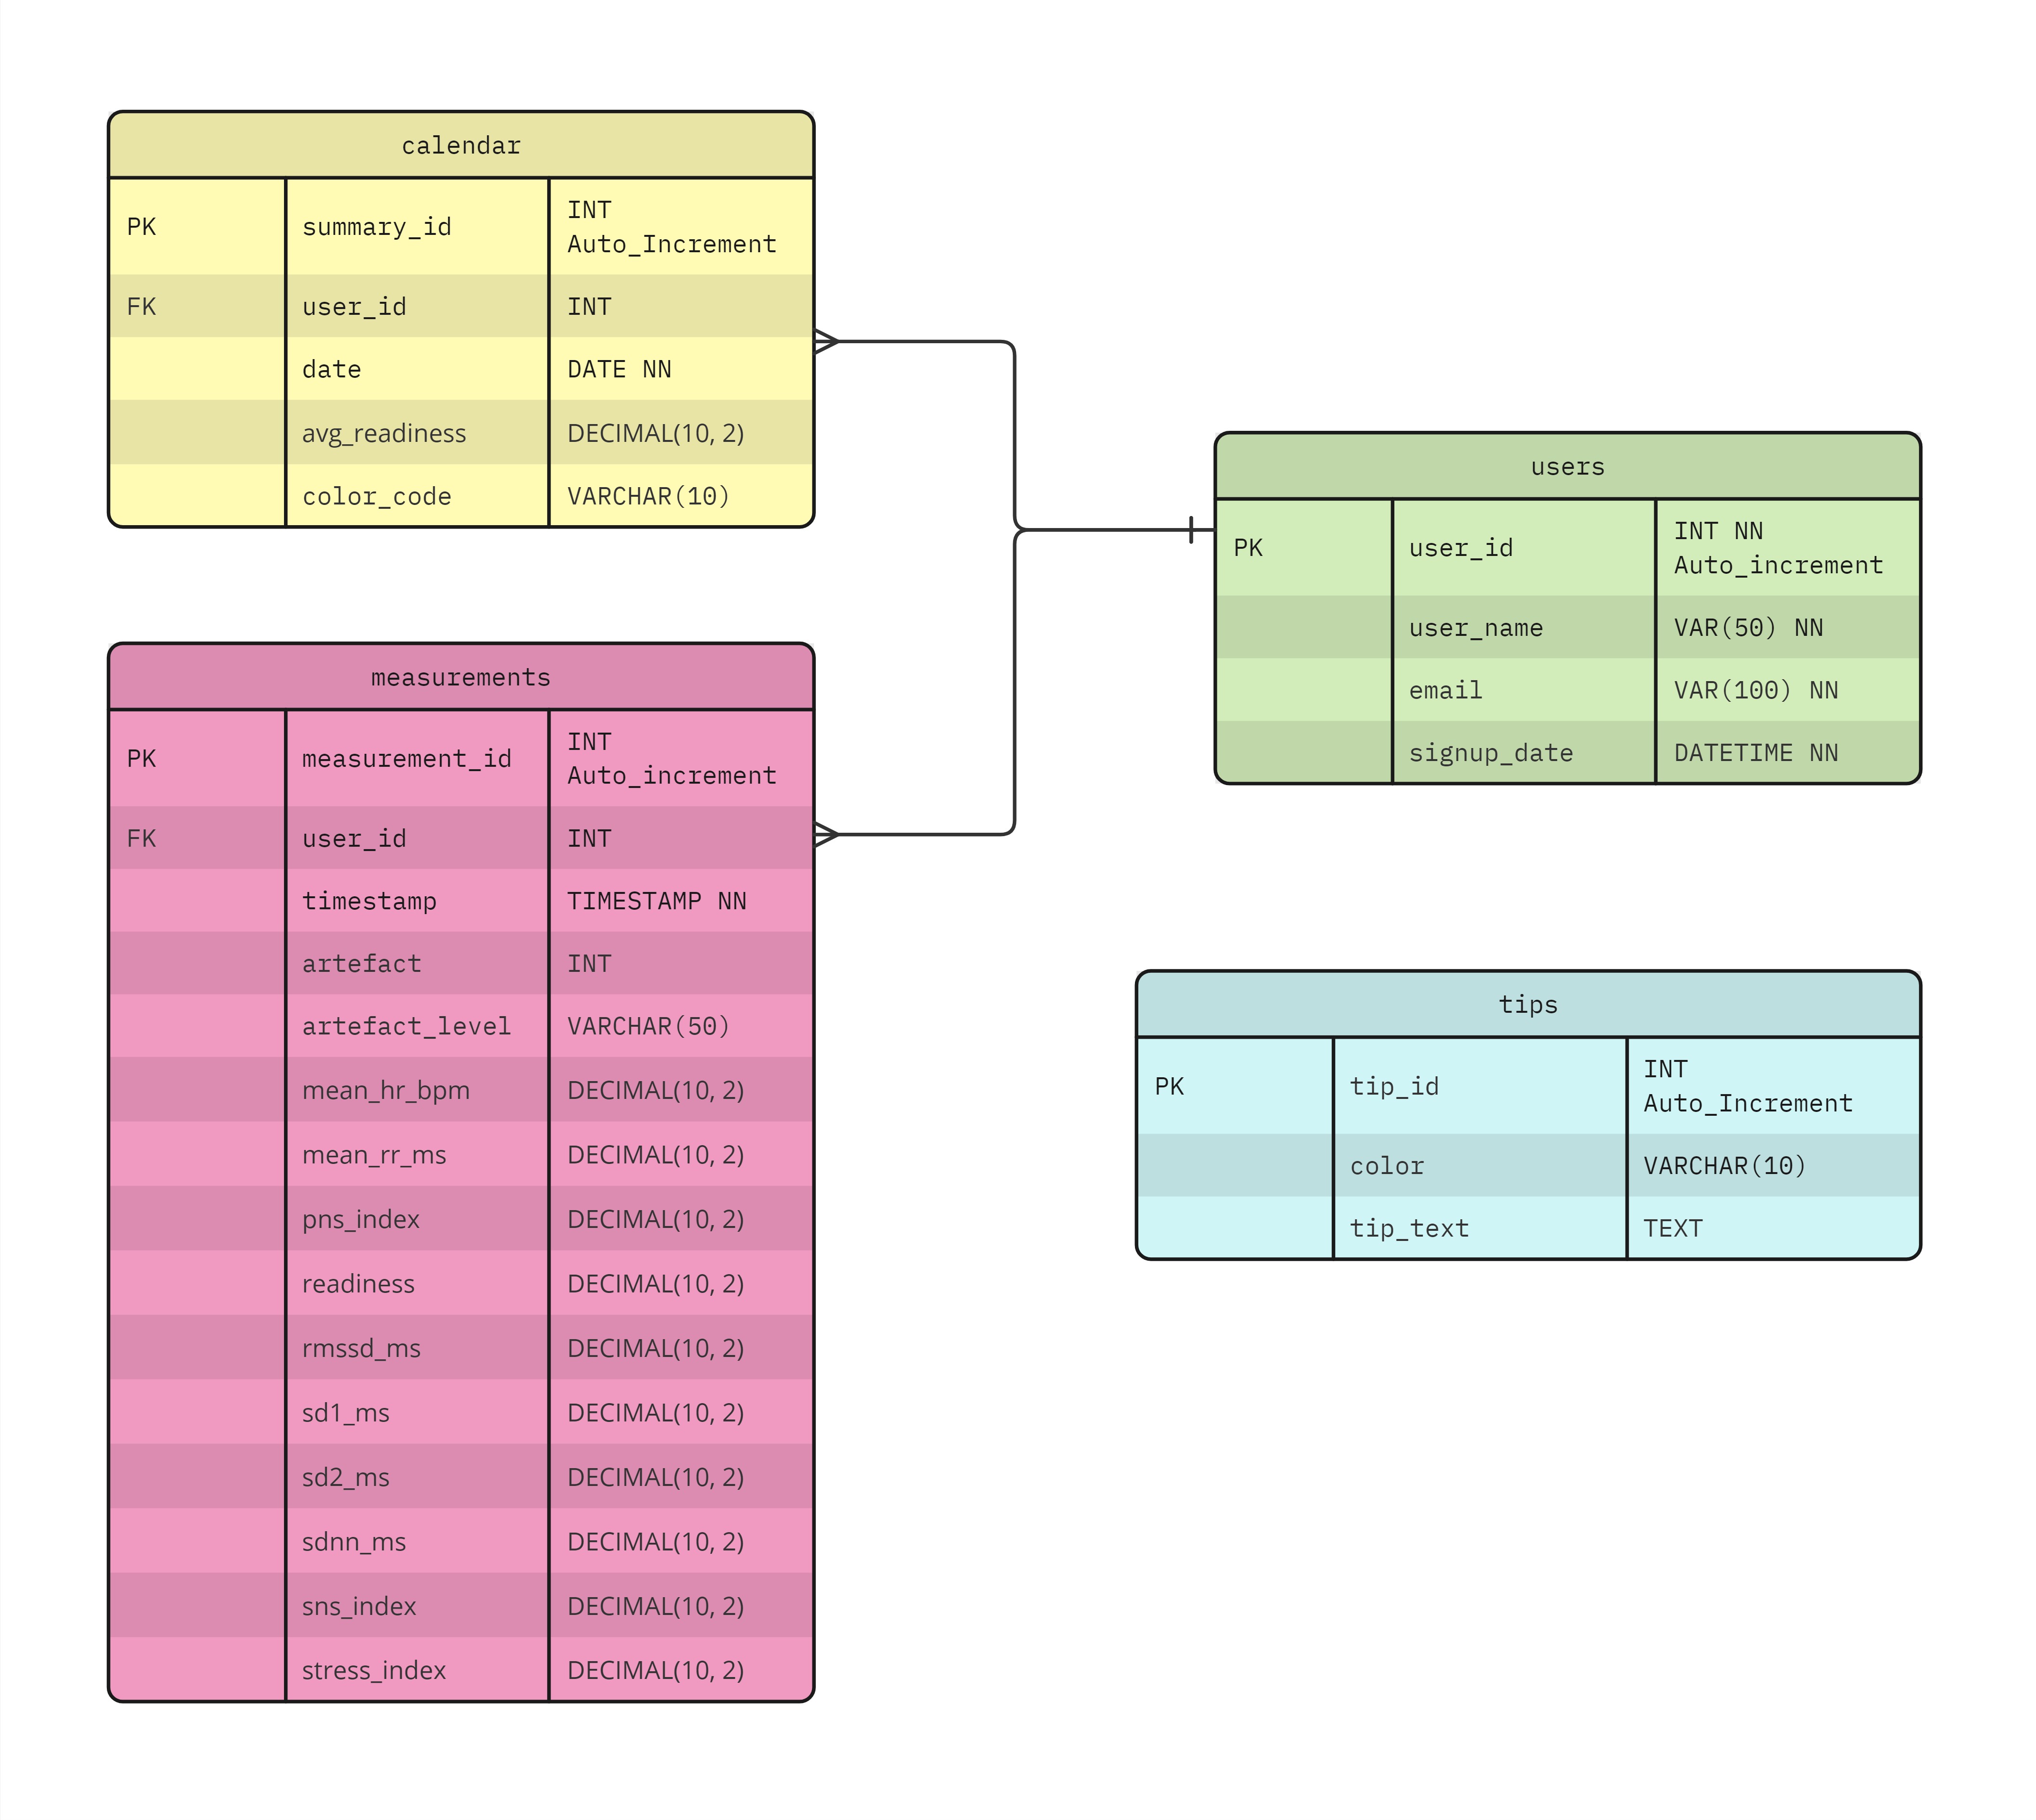 calendar
PK summary_id INT
Auto_Increment
FK user_id INT
date DATE NN
avg_readiness DECIMAL(10, 2)
color_code VARCHAR(10)
users
PK user_id INT NN
Auto_increment
user_name VAR(50) NN
email VAR(100) NN
signup_date DATETIME NN
measurements
PK measurement_id INT
Auto_increment
FK user_id INT
timestamp TIMESTAMP NN
artefact INT
artefact_level VARCHAR(50)
mean_hr_bpm DECIMAL(10, 2)
mean_rr_ms DECIMAL(10, 2)
pns_index DECIMAL(10, 2)
readiness DECIMAL(10, 2)
rmssd_ms DECIMAL(10, 2)
sd1_ms DECIMAL(10, 2)
sd2_ms DECIMAL(10, 2)
sdnn_ms DECIMAL(10, 2)
sns_index DECIMAL(10, 2)
stress_index DECIMAL(10, 2)
tips
PK tip_id INT
Auto_Increment
color VARCHAR(10)
tip_text TEXT